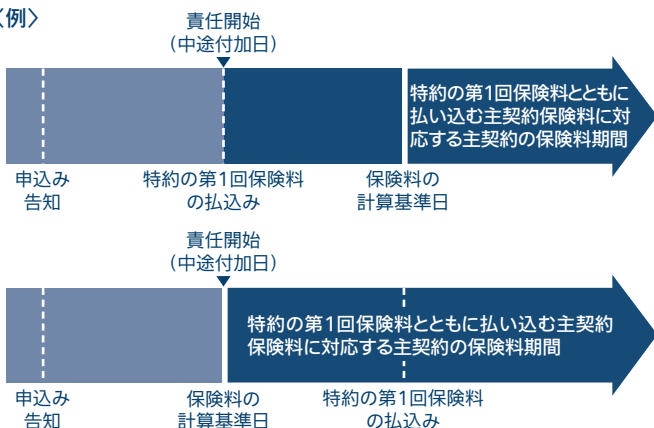 〈例〉
責任開始
（中途付加日）
特約の第1回保険料とともに
払い込む主契約保険料に対
応する主契約の保険料期間
申込み
告知
特約の第1回保険料
の払込み
保険料の
計算基準日
責任開始
（中途付加日）
特約の第1回保険料とともに払い込む主契約
保険料に対応する主契約の保険料期間
申込み
告知
保険料の
計算基準日
特約の第1回保険料
の払込み